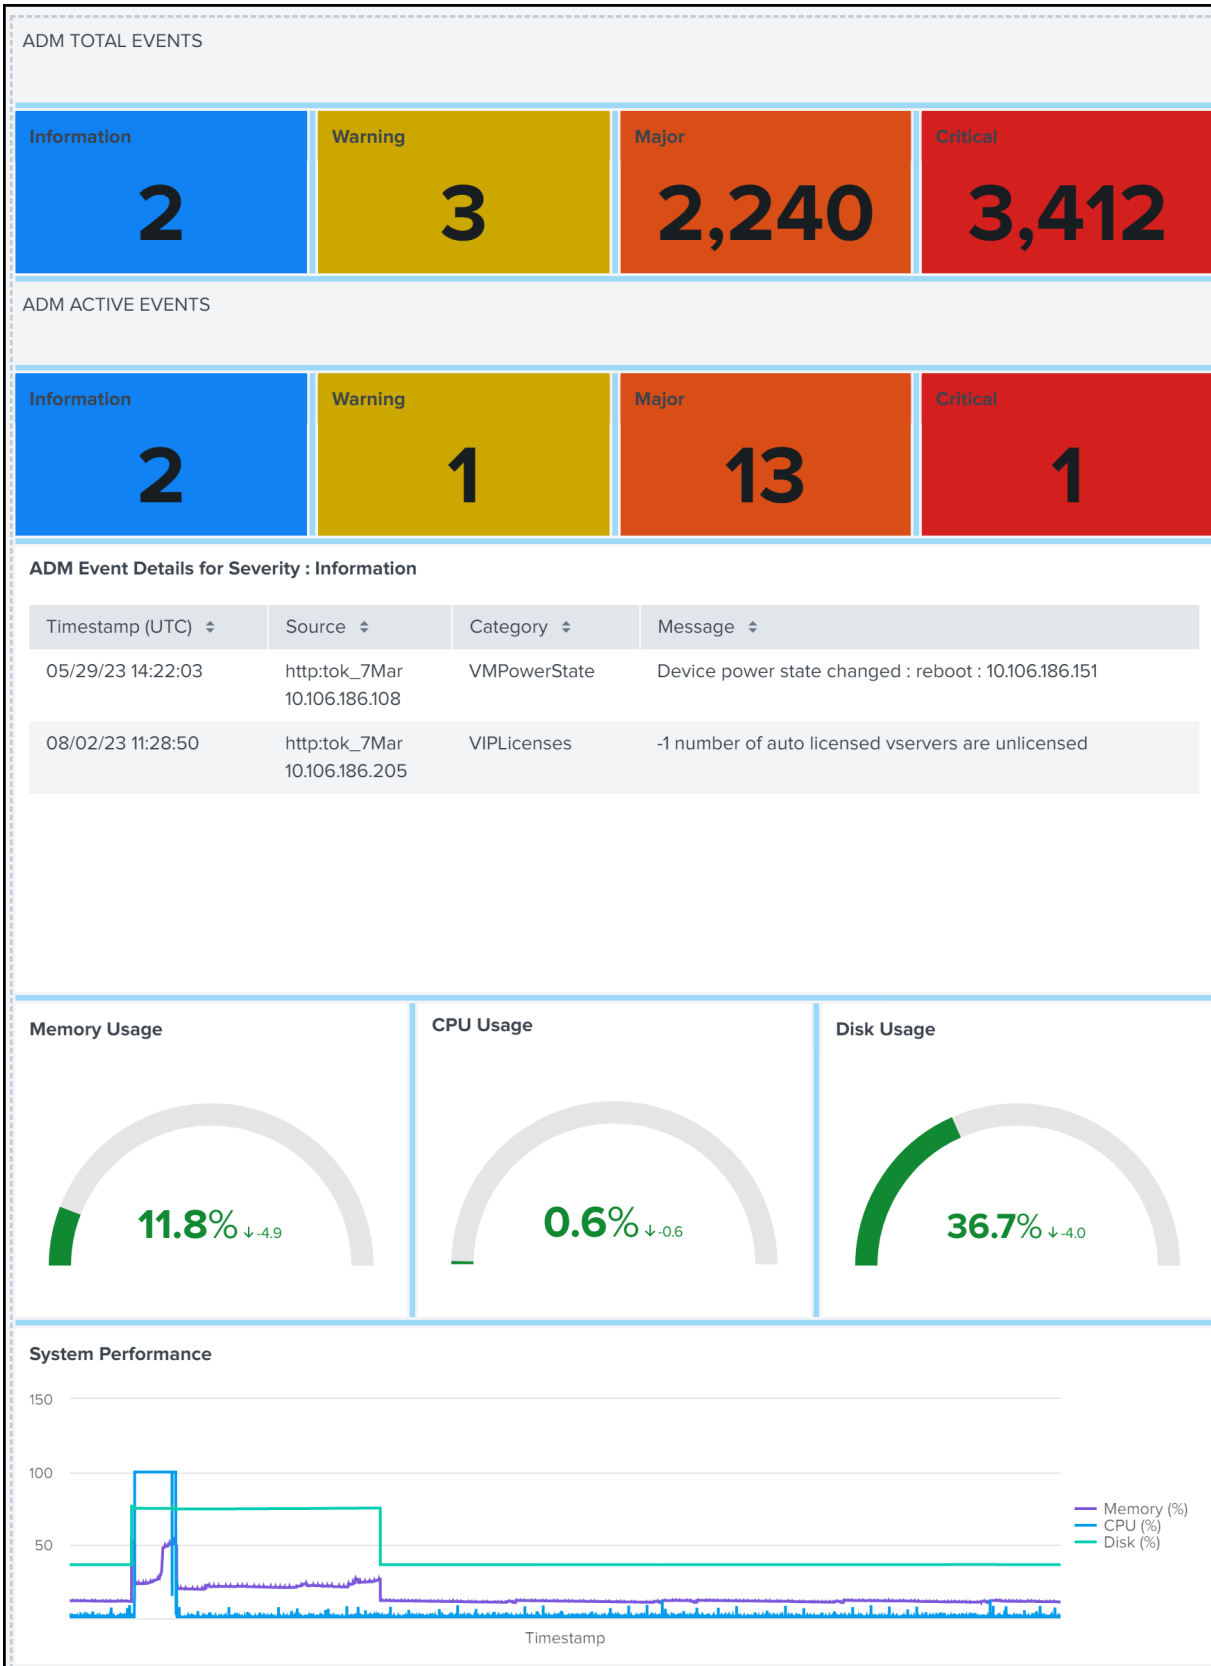 ADM TOTAL EVENTS
Information
Warning
Major
Critical
2
3
2,240
3,412
ADM ACTIVE EVENTS
Information
Warning
Major
Critical
2
1
13
1
ADM Event Details for Severity : Information
Timestamp (UTC)
Source
Category
Message
05/29/23 14:22:03
http:tok_7Mar
10.106.186.108
VMPowerState
Device power state changed : reboot : 10.106.186.151
08/02/23 11:28:50
http:tok_7Mar
10.106.186.205
VIPLicenses
-1 number of auto licensed vservers are unlicensed
Memory Usage
CPU Usage
Disk Usage
11.8% ↓-4.9
0.6% ↓-0.6
36.7% ↓-4.0
System Performance
150
100
50
Memory (%)
CPU (%)
Disk (%)
Timestamp